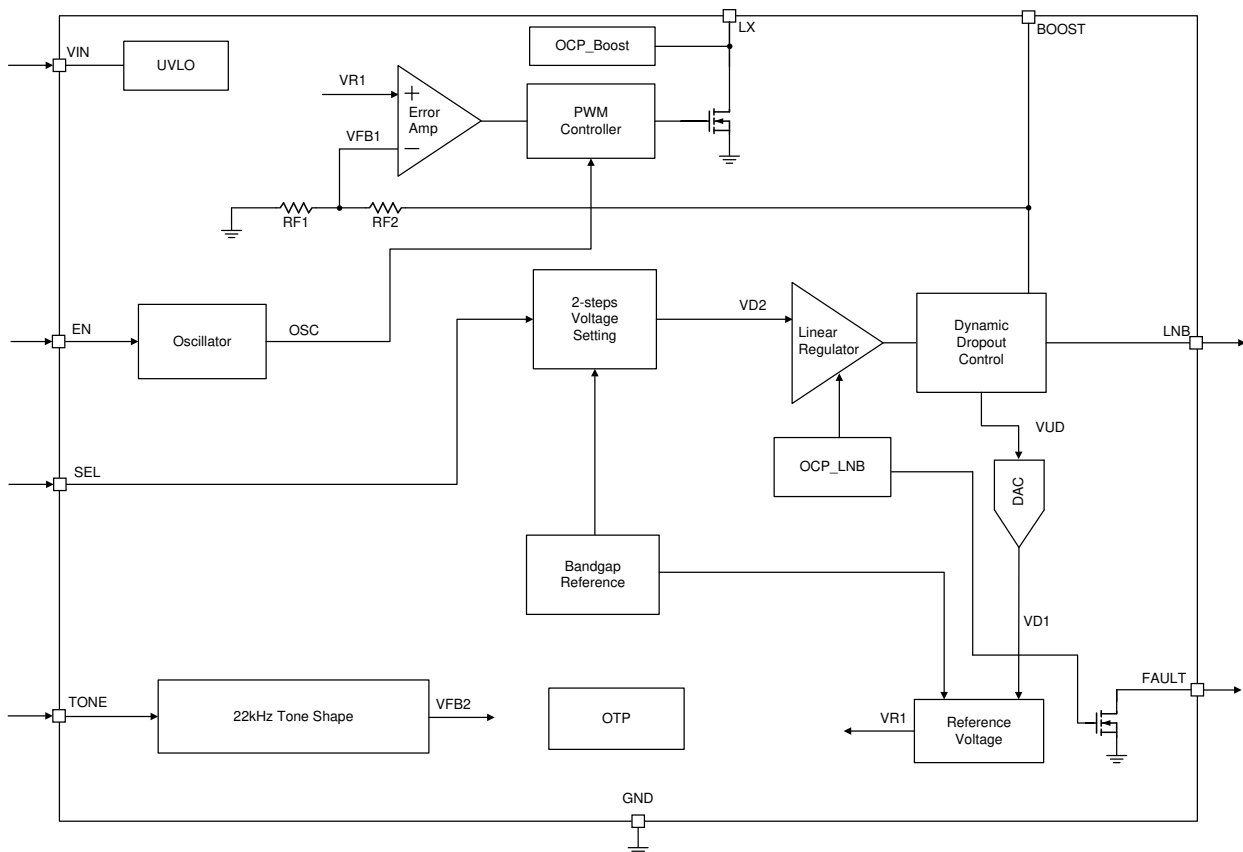 LX
BOOST
VIN
UVLO
OCP_Boost
VR1
+
Error
Amp
PWM
Controller
VFB1
−
RF1
RF2
EN
Oscillator
OSC
2-steps
Voltage
Setting
VD2
Linear
Regulator
Dynamic
Dropout
Control
LNB
VUD
SEL
OCP_LNB
DAC
Bandgap
Reference
VD1
TONE
22kHz Tone Shape
VFB2
OTP
VR1
Reference
Voltage
FAULT
GND